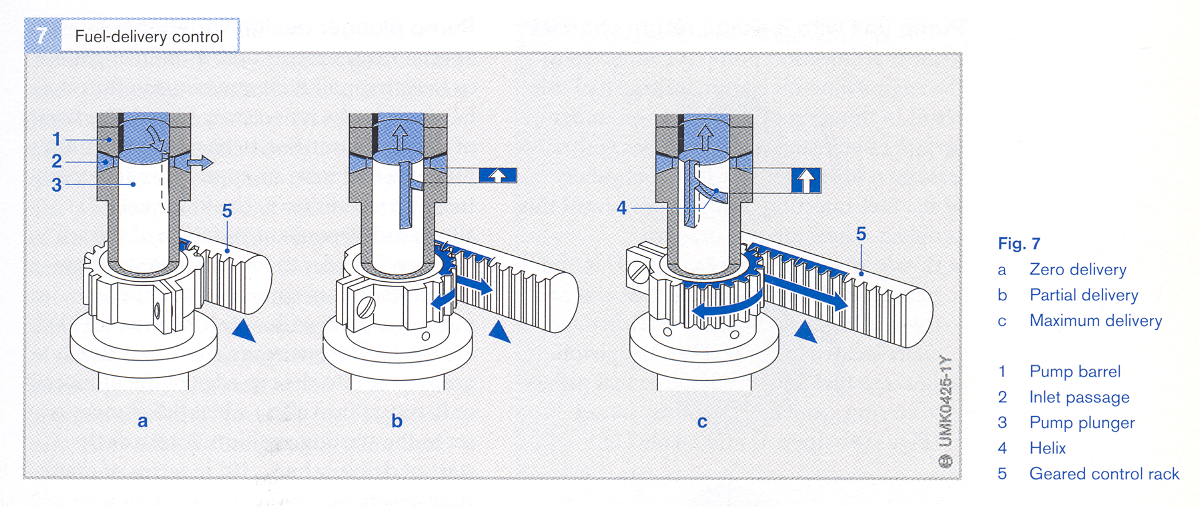 7 Fuel-delivery control
1
2
3
5
4
5
a
b
c
UMK0425-1Y
Fig. 7
a Zero delivery
b Partial delivery
c Maximum delivery
1 Pump barrel
2 Inlet passage
3 Pump plunger
4 Helix
5 Geared control rack